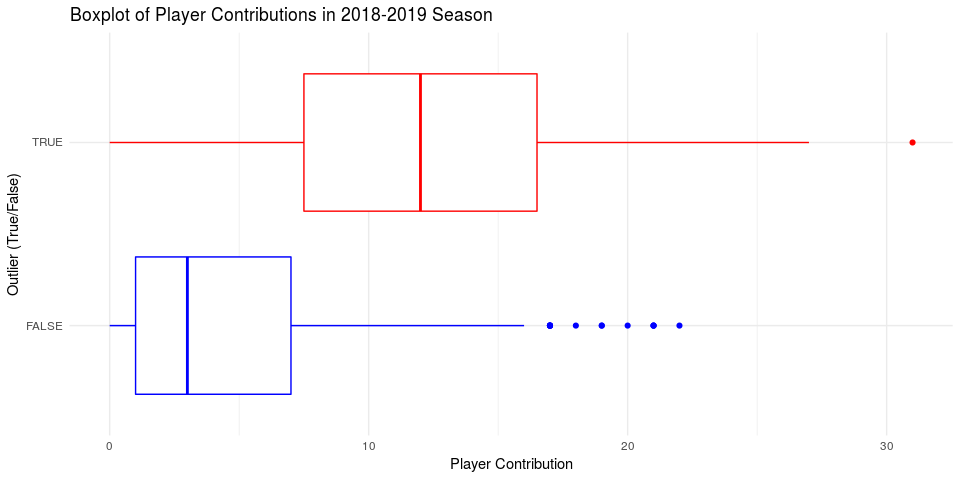 Boxplot of Player Contributions in 2018-2019 Season
Outlier (True/False)
TRUE
FALSE
0
10
20
30
Player Contribution